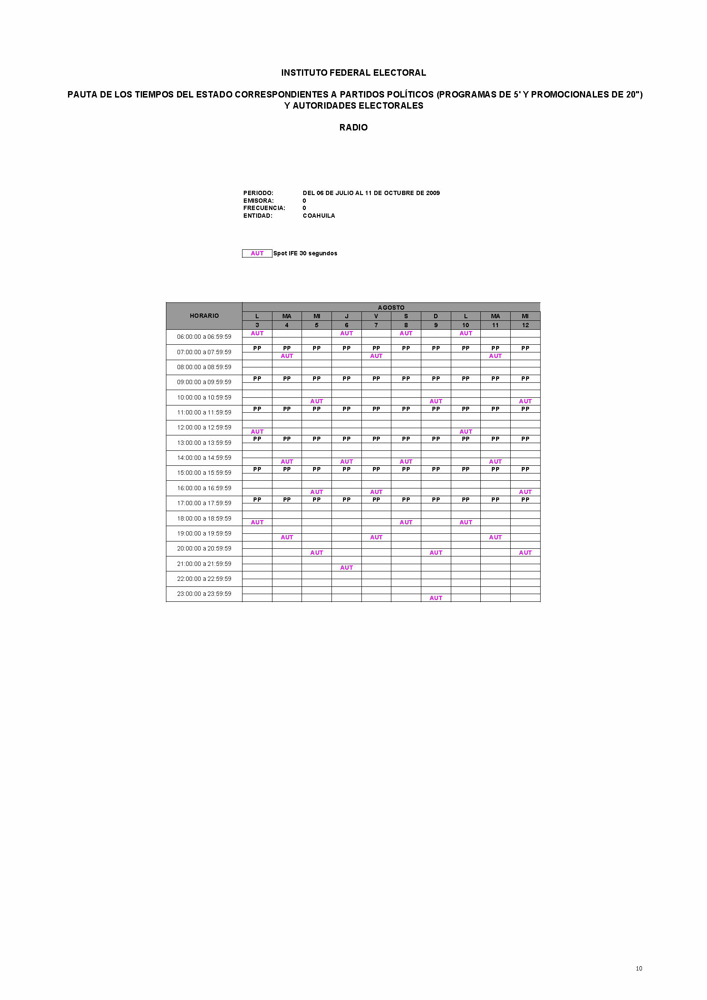 INSTITUTO FEDERAL ELECTORAL
PAUTA DE LOS TIEMPOS DEL ESTADO CORRESPONDIENTES A PARTIDOS POLÍTICOS (PROGRAMAS DE 5' Y PROMOCIONALES DE 20")
Y AUTORIDADES ELECTORALES
RADIO
PERIODO: DEL 06 DE JULIO AL 11 DE OCTUBRE DE 2009
EMISORA: 0
FRECUENCIA: 0
ENTIDAD: COAHUILA
AUT Spot IFE 30 segundos
AGOSTO
HORARIO L MA MI J V S D L MA MI
3 4 5 6 7 8 9 10 11 12
06:00:00 a 06:59:59 AUT AUT AUT AUT
07:00:00 a 07:59:59 PP PP PP PP PP PP PP PP PP PP
AUT AUT AUT
08:00:00 a 08:59:59
09:00:00 a 09:59:59 PP PP PP PP PP PP PP PP PP PP
10:00:00 a 10:59:59 AUT AUT AUT
11:00:00 a 11:59:59 PP PP PP PP PP PP PP PP PP PP
12:00:00 a 12:59:59 AUT AUT
13:00:00 a 13:59:59 PP PP PP PP PP PP PP PP PP PP
14:00:00 a 14:59:59 AUT AUT AUT AUT
15:00:00 a 15:59:59 PP PP PP PP PP PP PP PP PP PP
16:00:00 a 16:59:59 AUT AUT AUT
17:00:00 a 17:59:59 PP PP PP PP PP PP PP PP PP PP
18:00:00 a 18:59:59 AUT AUT AUT
19:00:00 a 19:59:59 AUT AUT AUT
20:00:00 a 20:59:59 AUT AUT AUT
21:00:00 a 21:59:59 AUT
22:00:00 a 22:59:59
23:00:00 a 23:59:59 AUT
10